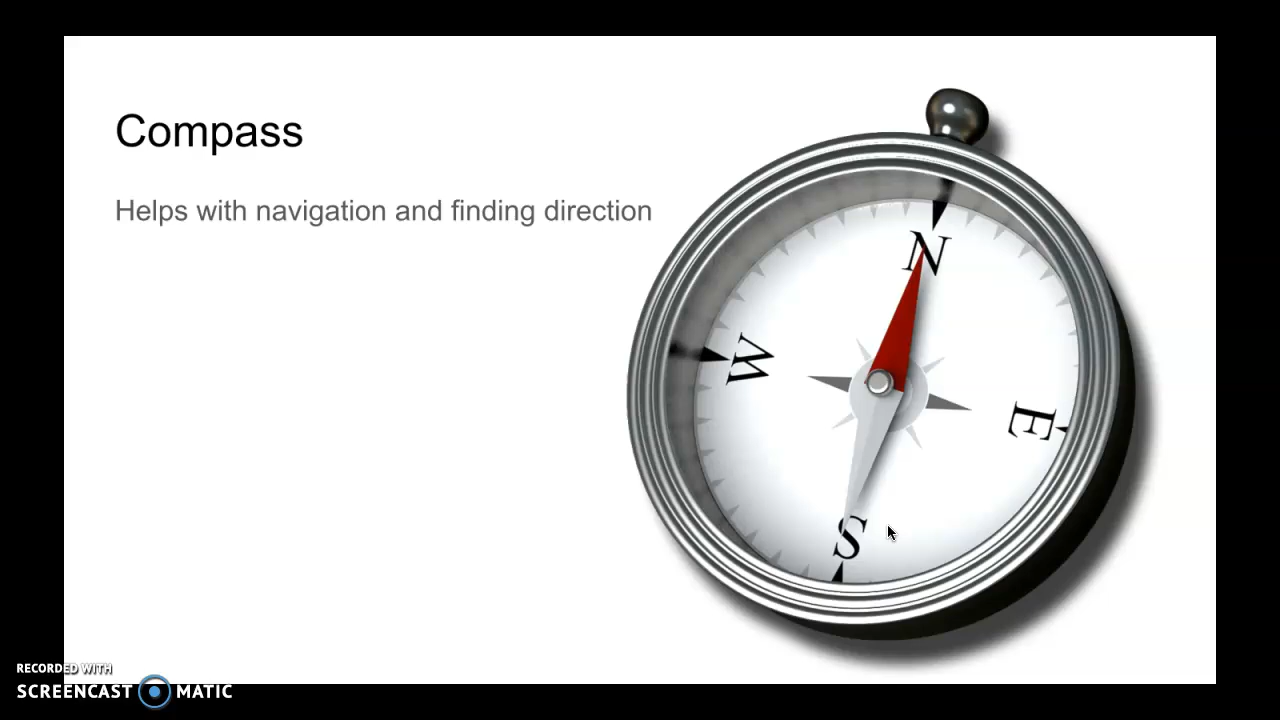 Compass
Helps with navigation and finding direction
N
W
E
S
RECORDED WITH
SCREENCAST MATIC